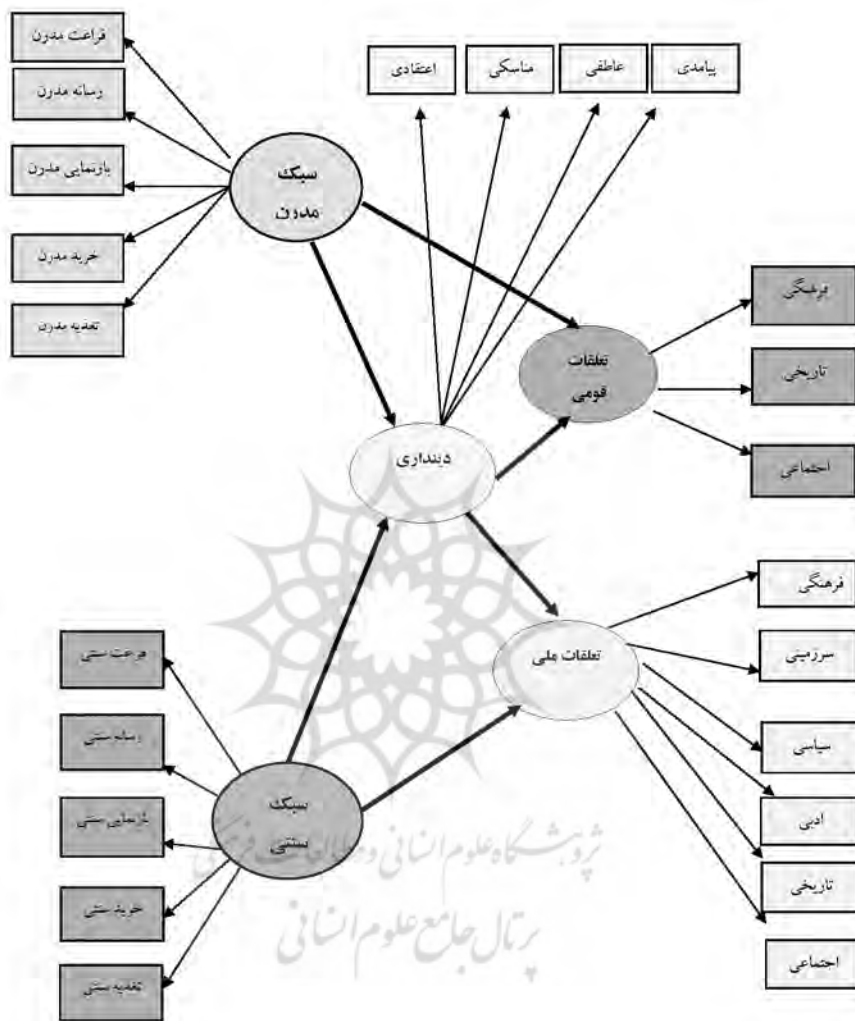 فراغت مدرن
رسانه مدرن
بازنمایی مدرن
خرید مدرن
تغذیه مدرن
سبک
مدرن
اعتقادی
مناسکی
عاطفی
پیامدی
تعلقات
قومی
فرهنگی
تاریخی
اجتماعی
دینداری
تعلقات ملی
فرهنگی
سرزمینی
سیاسی
ادبی
تاریخی
اجتماعی
سبک
سنتی
فراغت سنتی
رسانه سنتی
بازنمایی سنتی
خرید سنتی
تغذیه سنتی
پژوهشگاه علوم انسانی و مطالعات فرهنگی
پرتال جامع علوم انسانی